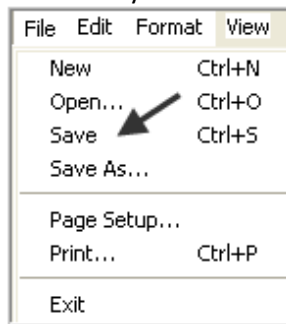 File Edit Format View
New Ctrl+N
Open... Ctrl+O
Save Ctrl+S
Save As...
Page Setup...
Print... Ctrl+P
Exit